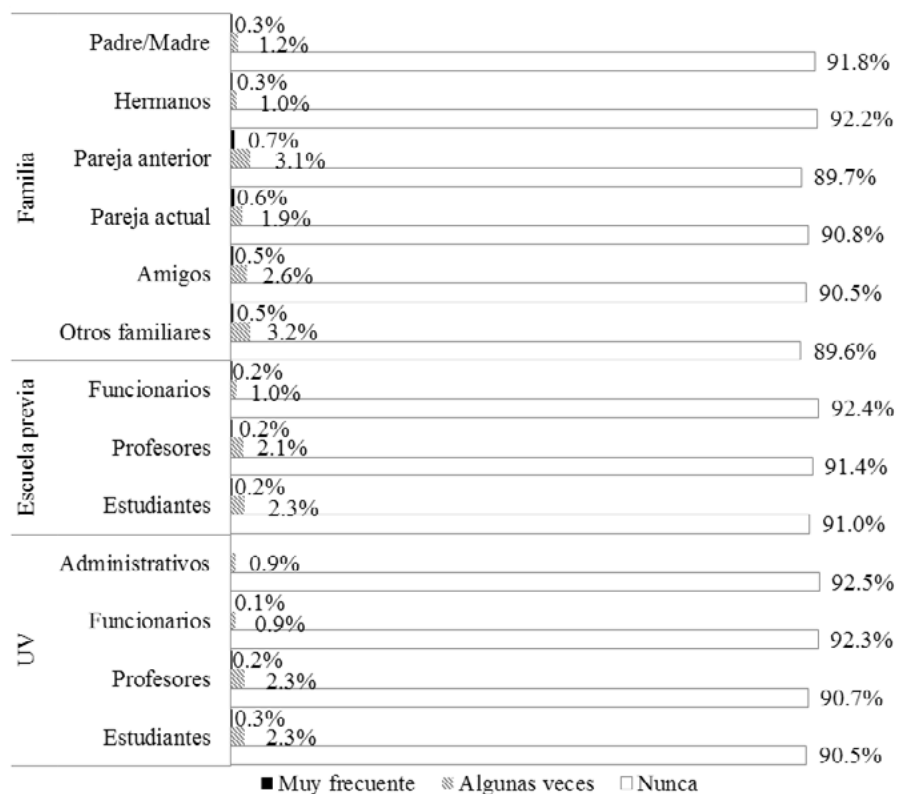 Familia
Padre/Madre
0.3%
1.2%
91.8%
Hermanos
0.3%
1.0%
92.2%
Pareja anterior
0.7%
3.1%
89.7%
Pareja actual
0.6%
1.9%
90.8%
Amigos
0.5%
2.6%
90.5%
Otros familiares
0.5%
3.2%
89.6%
Escuela previa
Funcionarios
0.2%
1.0%
92.4%
Profesores
0.2%
2.1%
91.4%
Estudiantes
0.2%
2.3%
91.0%
UV
Administrativos
0.9%
92.5%
Funcionarios
0.1%
0.9%
92.3%
Profesores
0.2%
2.3%
90.7%
Estudiantes
0.3%
2.3%
90.5%
Muy frecuente Algunas veces Nunca